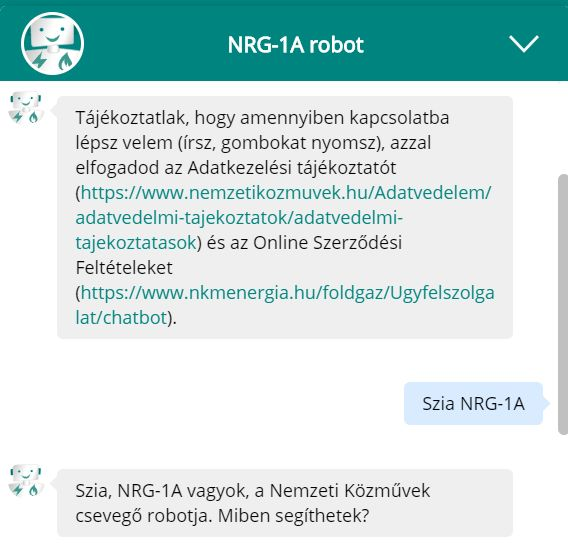 NRG-1A robot
Tájékoztatlak, hogy amennyiben kapcsolatba
lépsz velem (írsz, gombokat nyomsz), azzal
elfogadod az Adatkezelési tájékoztatót
(https://www.nemzetikozmuvek.hu/Adatvedelem/
adatvedelmi-tajekoztatok/adatvedelmi-
tajekoztatasok) és az Online Szerződési
Feltételeket
(https://www.nkmenergia.hu/foldgaz/Ugyfelszolga
lat/chatbot).
Szia NRG-1A
Szia, NRG-1A vagyok, a Nemzeti Közművek
csevegő robotja. Miben segíthetek?